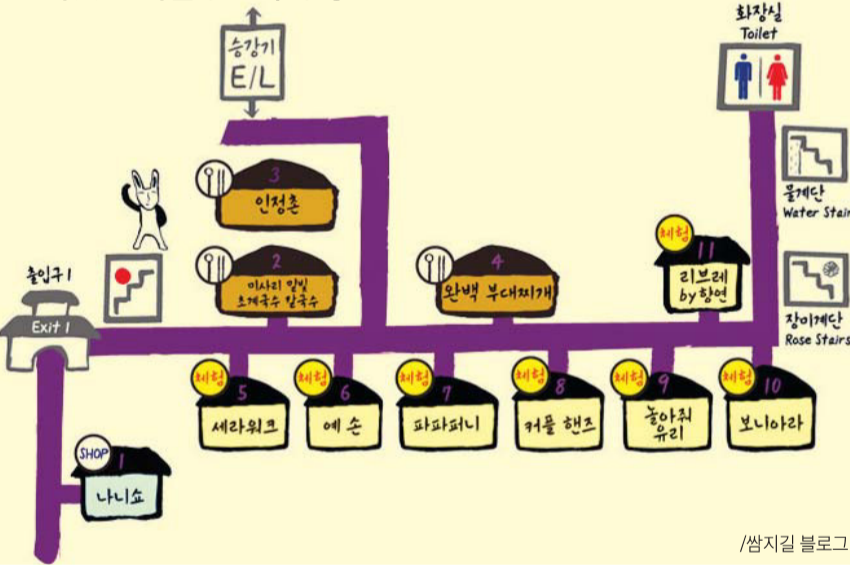 화장실
Toilet
승강기
E/L
물계단
Water Stair
3
인정촌
체험
11
리브레
by향연
장미계단
Rose Stairs
2
미사리 밀빛
초계국수 칼국수
4
완백 부대찌개
출입구1
Exit 1
체험
5
세라워크
체험
6
예손
체험
7
파파퍼니
체험
8
커플 핸즈
체험
9
놀아줘
유리
체험
10
보니아라
SHOP
1
나니쇼
/쌈지길 블로그